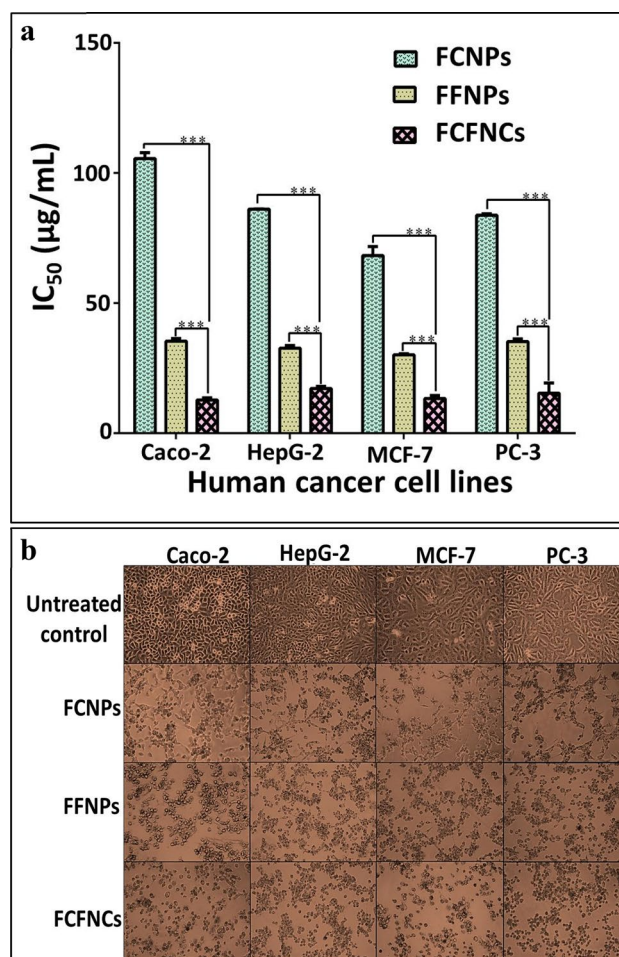 a
150
100
50
0
IC50 (µg/mL)
FCNPs
FFNPs
FCFNCs
***
***
***
***
***
***
***
***
Caco-2 HepG-2 MCF-7 PC-3
Human cancer cell lines
b
Caco-2 HepG-2 MCF-7 PC-3
Untreated
control
FCNPs
FFNPs
FCFNCs